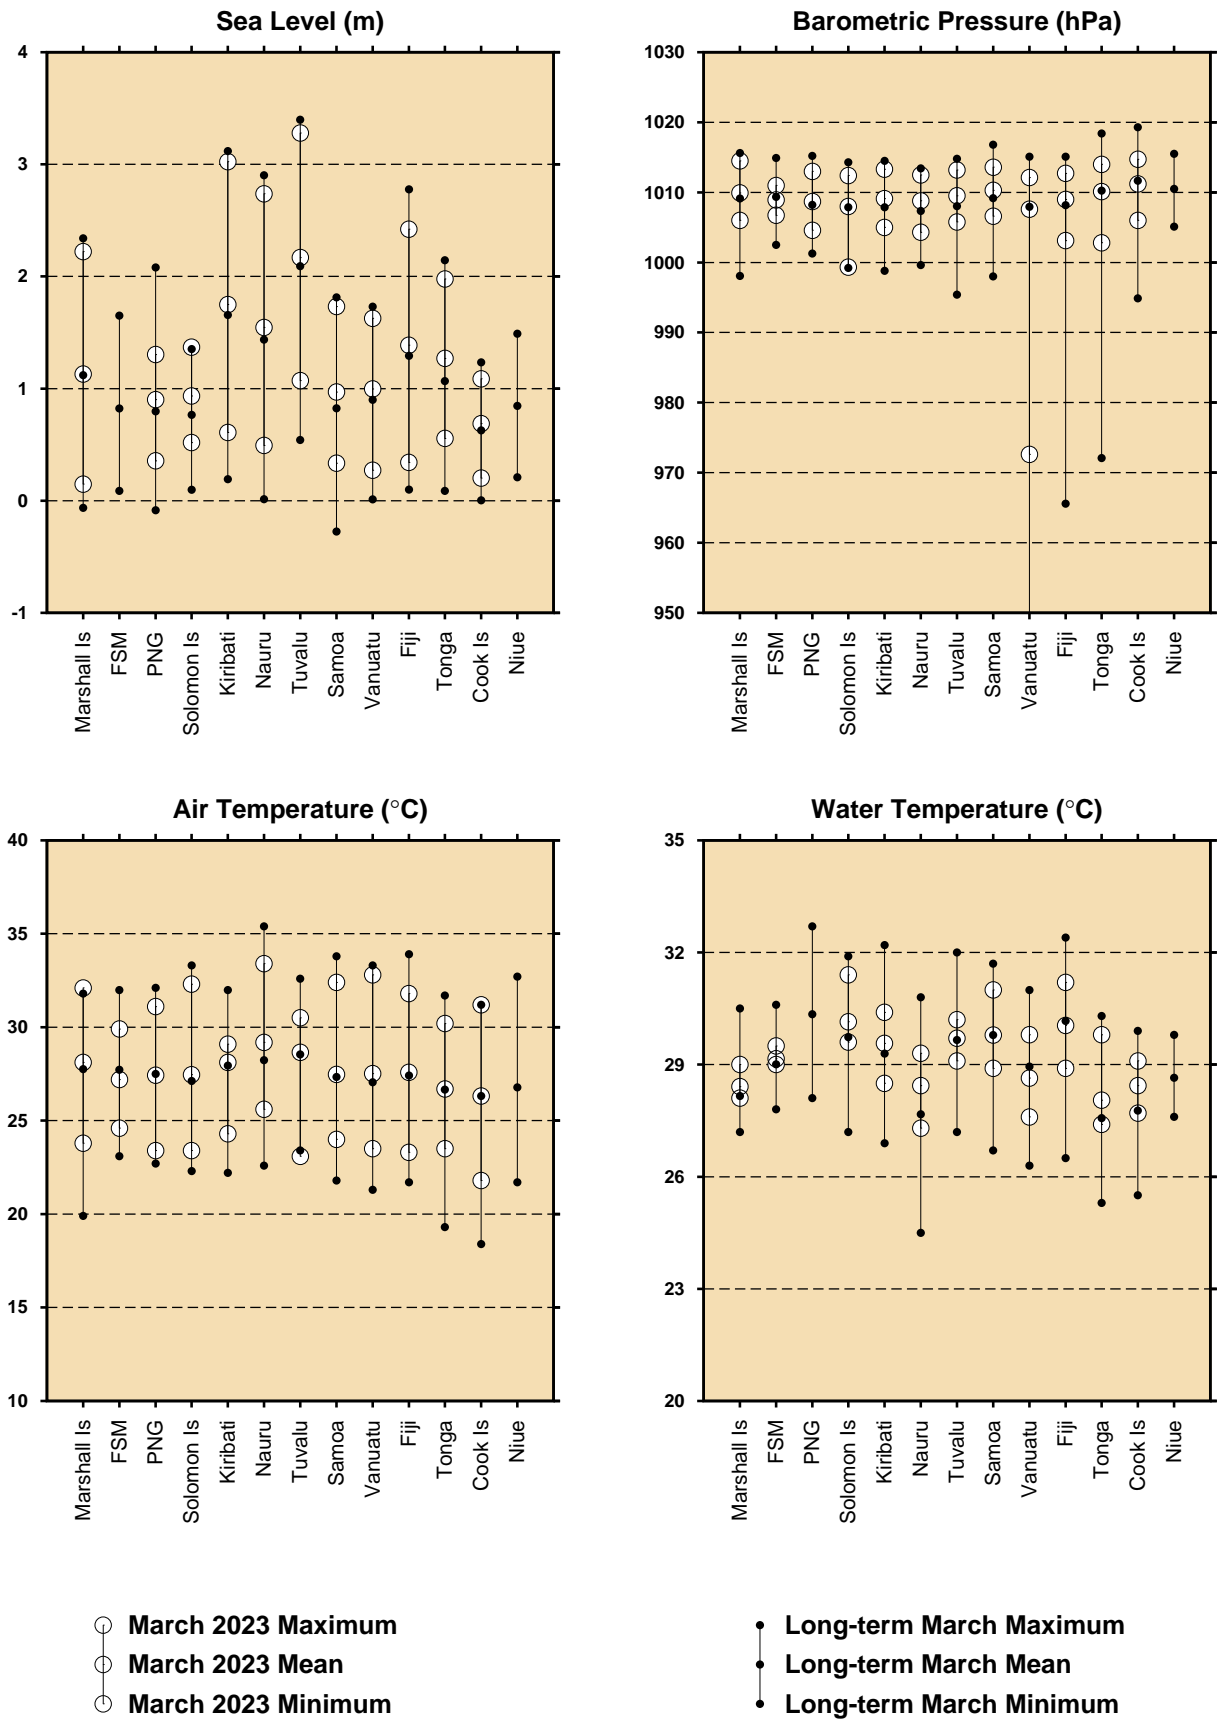 Sea Level (m)
4
3
2
1
0
-1
Marshall Is
FSM
PNG
Solomon Is
Kiribati
Nauru
Tuvalu
Samoa
Vanuatu
Fiji
Tonga
Cook Is
Niue
Barometric Pressure (hPa)
1030
1020
1010
1000
990
980
970
960
950
Marshall Is
FSM
PNG
Solomon Is
Kiribati
Nauru
Tuvalu
Samoa
Vanuatu
Fiji
Tonga
Cook Is
Niue
Air Temperature (°C)
40
35
30
25
20
15
10
Marshall Is
FSM
PNG
Solomon Is
Kiribati
Nauru
Tuvalu
Samoa
Vanuatu
Fiji
Tonga
Cook Is
Niue
Water Temperature (°C)
35
32
29
26
23
20
Marshall Is
FSM
PNG
Solomon Is
Kiribati
Nauru
Tuvalu
Samoa
Vanuatu
Fiji
Tonga
Cook Is
Niue
March 2023 Maximum
March 2023 Mean
March 2023 Minimum
Long-term March Maximum
Long-term March Mean
Long-term March Minimum